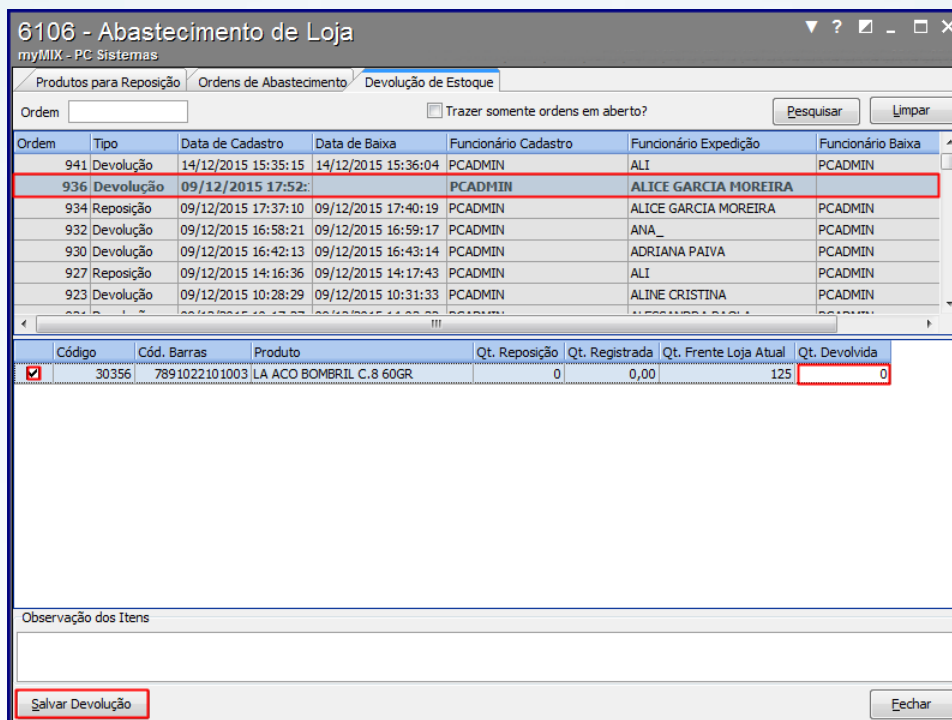 6106 - Abastecimento de Loja
myMIX - PC Sistemas
Produtos para Reposição Ordens de Abastecimento Devolução de Estoque
Ordem Trazer somente ordens em aberto? Pesquisar Limpar
Ordem Tipo Data de Cadastro Data de Baixa Funcionário Cadastro Funcionário Expedição Funcionário Baixa
941 Devolução 14/12/2015 15:35:15 14/12/2015 15:36:04 PCADMIN ALI PCADMIN
936 Devolução 09/12/2015 17:52: PCADMIN ALICE GARCIA MOREIRA
934 Reposição 09/12/2015 17:37:10 09/12/2015 17:40:19 PCADMIN ALICE GARCIA MOREIRA PCADMIN
932 Devolução 09/12/2015 16:58:21 09/12/2015 16:59:17 PCADMIN ANA_ PCADMIN
930 Devolução 09/12/2015 16:42:13 09/12/2015 16:43:14 PCADMIN ADRIANA PAIVA PCADMIN
927 Reposição 09/12/2015 14:16:36 09/12/2015 14:17:43 PCADMIN ALI PCADMIN
923 Devolução 09/12/2015 10:28:29 09/12/2015 10:31:33 PCADMIN ALINE CRISTINA PCADMIN
Código Cód. Barras Produto Qt. Reposição Qt. Registrada Qt. Frente Loja Atual Qt. Devolvida
30356 7891022101003 LA ACO BOMBRIL C.8 60GR 0 0,00 125 0
Observação dos Itens
Salvar Devolução Fechar